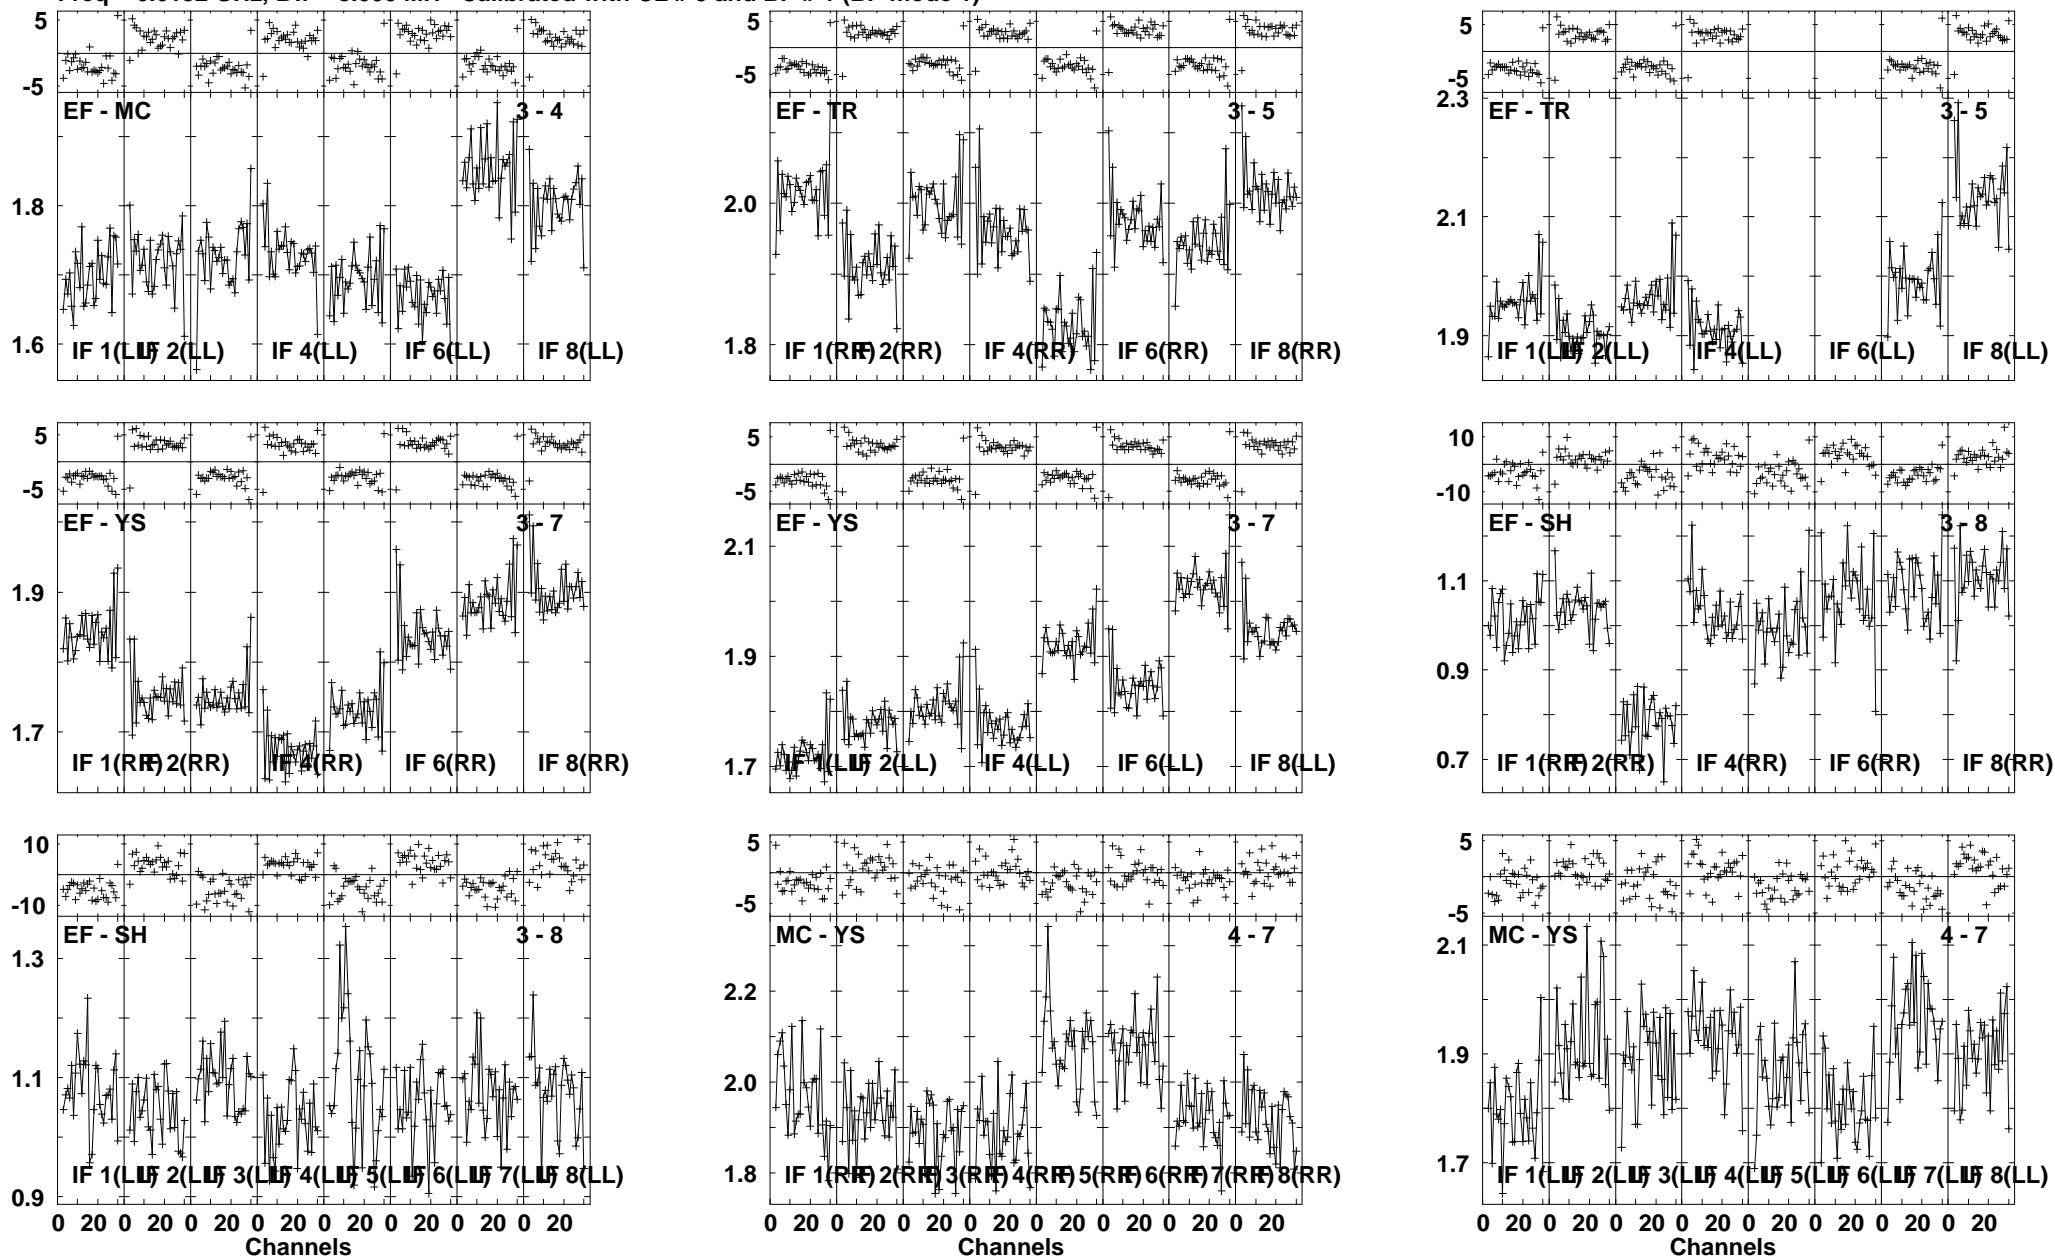 5
-5
EF - MC 3 - 4
1.8
1.6
IF 1(LL) IF 2(LL) IF 4(LL) IF 6(LL) IF 8(LL)
5
-5
EF - TR 3 - 5
2.0
1.8
IF 1(RR) IF 2(RR) IF 4(RR) IF 6(RR) IF 8(RR)
5
-5
2.3
EF - TR 3 - 5
2.1
1.9
IF 1(LL) IF 2(LL) IF 4(LL) IF 6(LL) IF 8(LL)
5
-5
EF - YS 3 - 7
1.9
1.7
IF 1(RR) IF 2(RR) IF 4(RR) IF 6(RR) IF 8(RR)
5
-5
EF - YS 3 - 7
2.1
1.9
1.7
IF 1(LL) IF 2(LL) IF 4(LL) IF 6(LL) IF 8(LL)
10
-10
EF - SH 3 - 8
1.1
0.9
0.7
IF 1(RR) IF 2(RR) IF 4(RR) IF 6(RR) IF 8(RR)
10
-10
EF - SH 3 - 8
1.3
1.1
0.9
IF 1(LL) IF 2(LL) IF 3(LL) IF 4(LL) IF 5(LL) IF 6(LL) IF 7(LL) IF 8(LL)
0 20 0 20 0 20 0 20 0 20 0 20 0 20 0 20
Channels
5
-5
MC - YS 4 - 7
2.2
2.0
1.8
IF 1(RR) IF 2(RR) IF 3(RR) IF 4(RR) IF 5(RR) IF 6(RR) IF 7(RR) IF 8(RR)
0 20 0 20 0 20 0 20 0 20 0 20 0 20 0 20
Channels
5
-5
MC - YS 4 - 7
2.1
1.9
1.7
IF 1(LL) IF 2(LL) IF 3(LL) IF 4(LL) IF 5(LL) IF 6(LL) IF 7(LL) IF 8(LL)
0 20 0 20 0 20 0 20 0 20 0 20 0 20 0 20
Channels